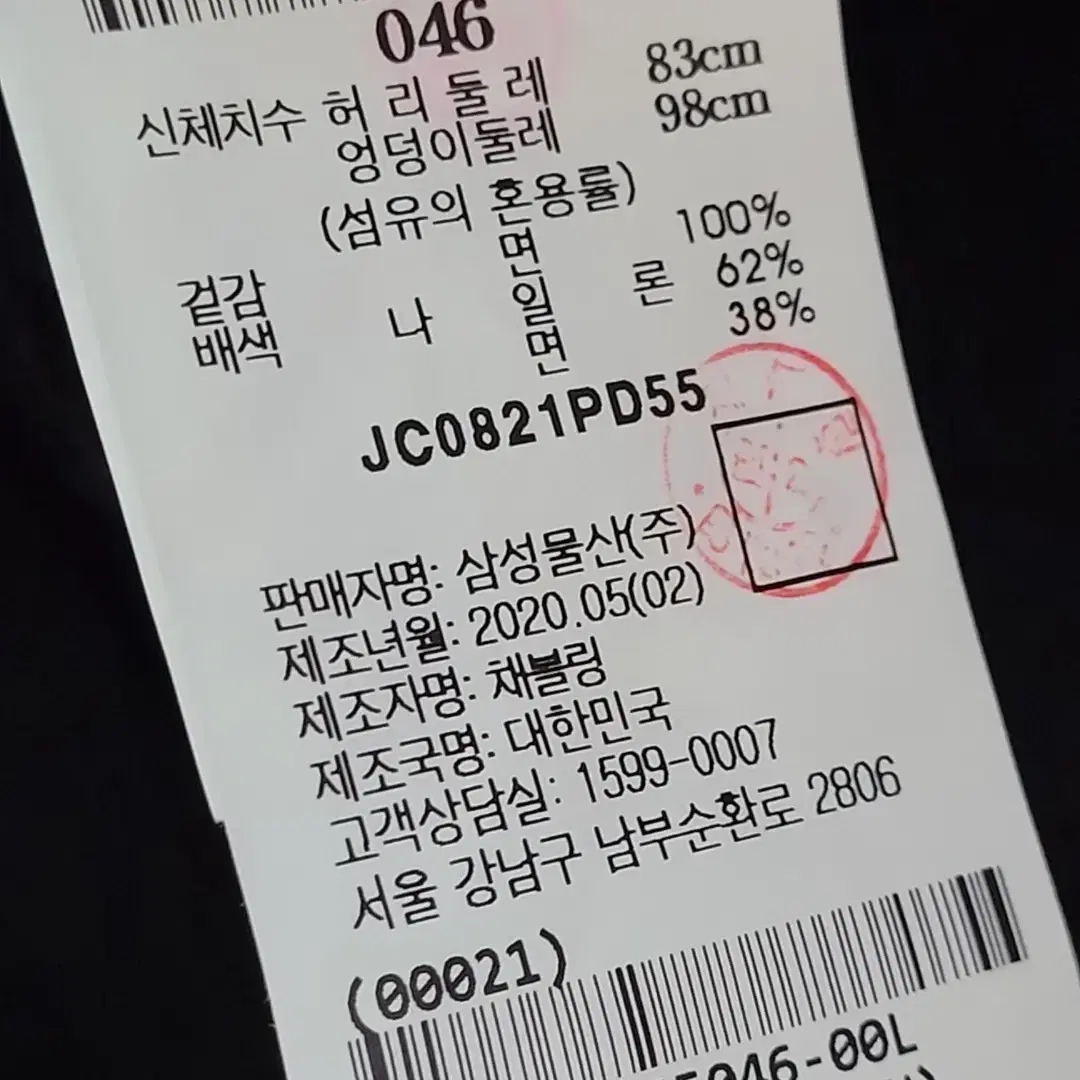 046
신체치수 허 리 둘 레 83cm
엉덩이둘레 98cm
(섬유의 혼용률)
겉감 면 100%
배색 나 일 론 62%
면 38%
JC0821PD55
판매자명: 삼성물산(주)
제조년월: 2020.05(02)
제조자명: 채볼링
제조국명: 대한민국
고객상담실: 1599-0007
서울 강남구 남부순환로 2806
(00021)
5046-00L